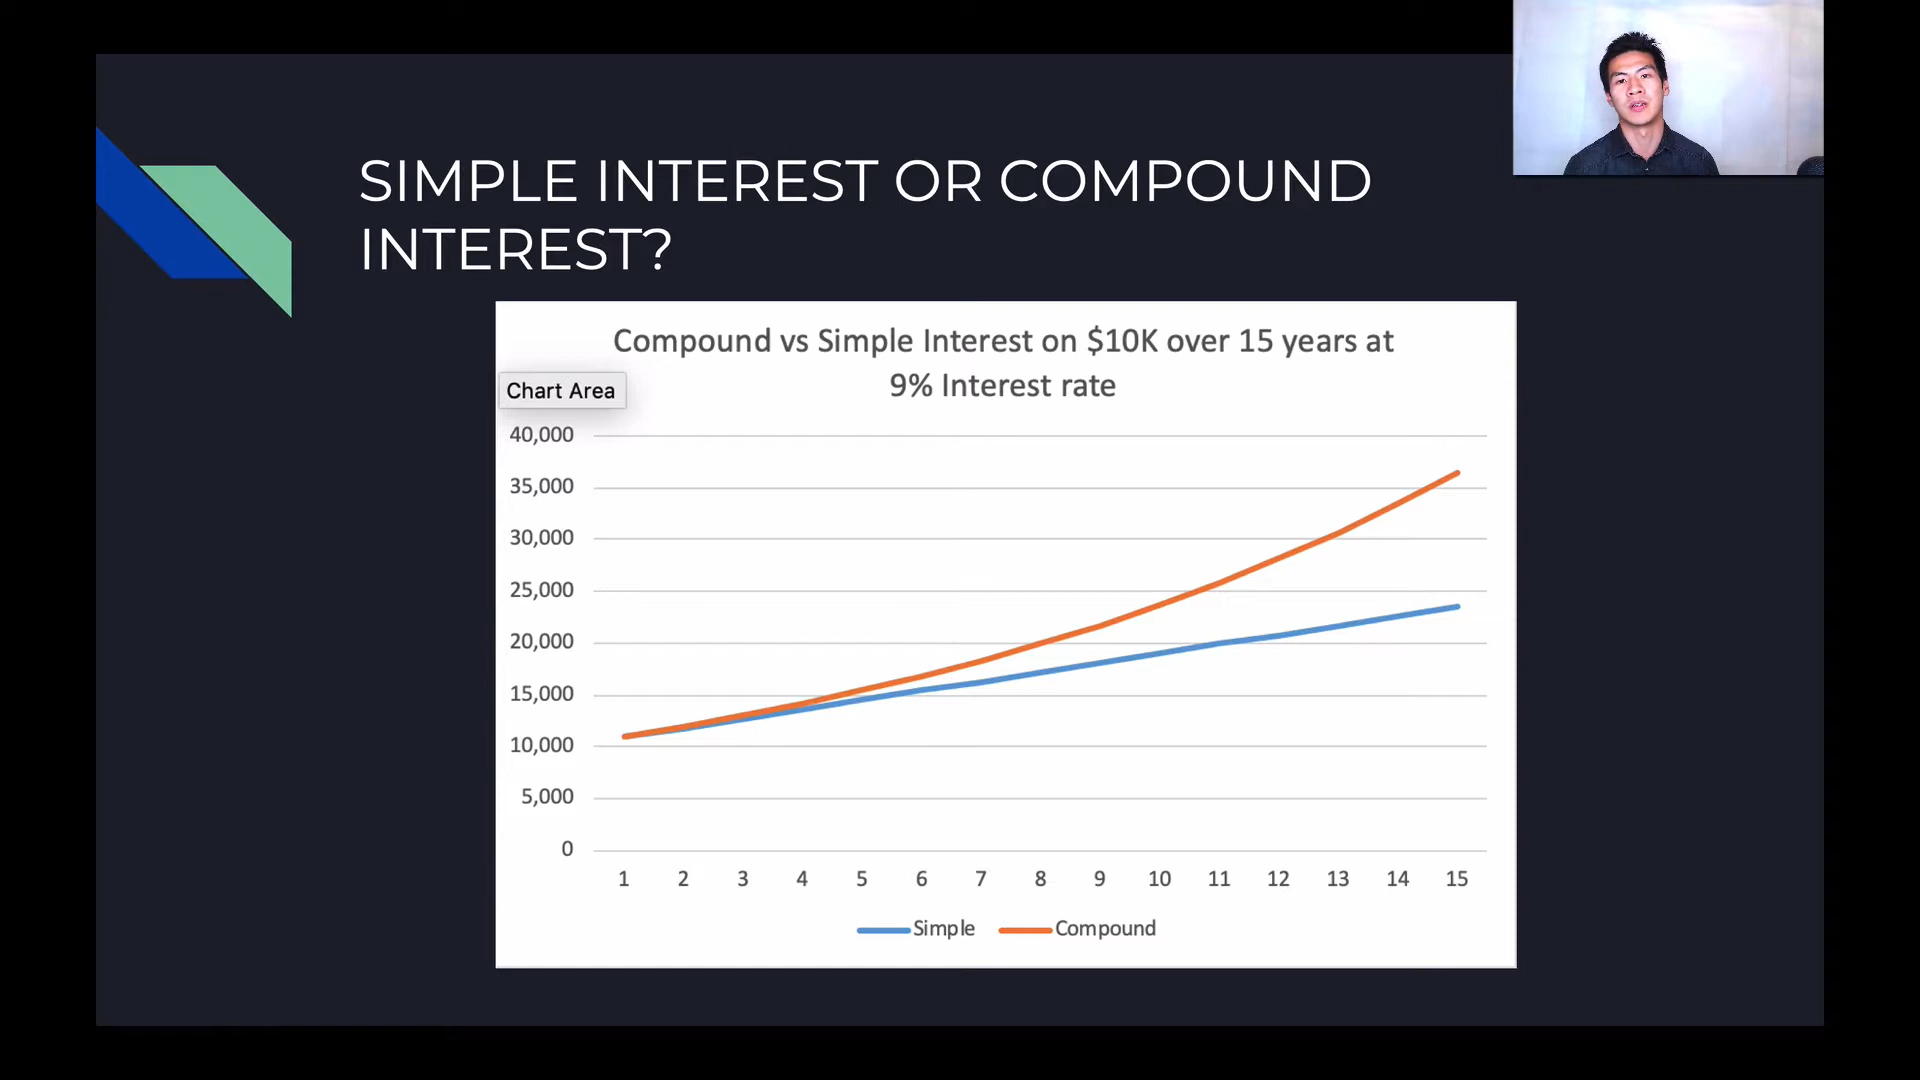 SIMPLE INTEREST OR COMPOUND
INTEREST?
Compound vs Simple Interest on $10K over 15 years at
9% Interest rate
Chart Area
40,000
35,000
30,000
25,000
20,000
15,000
10,000
5,000
0
1 2 3 4 5 6 7 8 9 10 11 12 13 14 15
Simple Compound